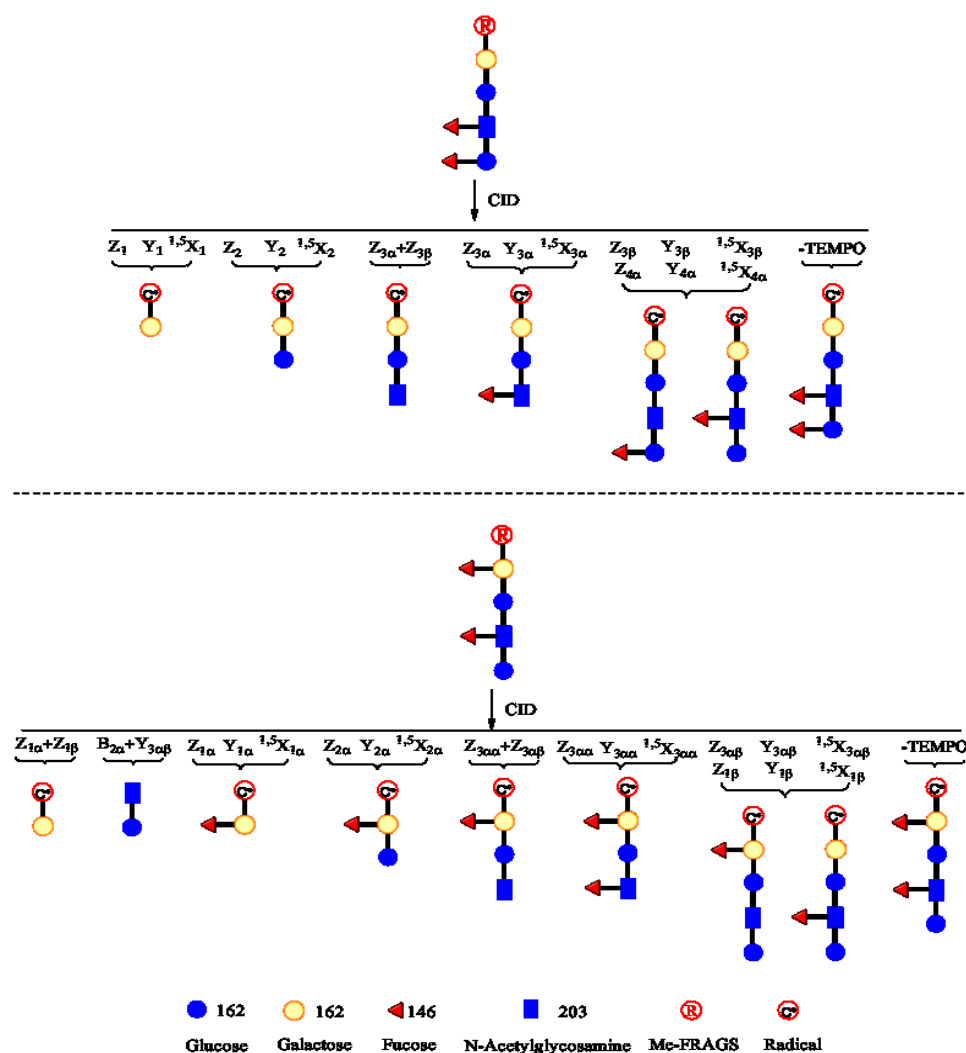 R
CID
Z1 Y1 1,5X1 Z2 Y2 1,5X2 Z3α+Z3β Z3α Y3α 1,5X3α Z3β Y3β 1,5X3β -TEMPO
Z4α Y4α 1,5X4α
C• C• C• C• C•
C• C•
R
CID
Z1α+Z1β B2α+Y3αβ Z1α Y1α 1,5X1α Z2α Y2α 1,5X2α Z3αα+Z3αβ Z3αα Y3αα 1,5X3αα Z3αβ Y3αβ 1,5X3αβ -TEMPO
Z1β Y1β 1,5X1β
C• C• C• C• C• C•
C• C•
162 162 146 203 R C•
Glucose Galactose Fucose N-Acetylglycosamine Me-FRAGS Radical